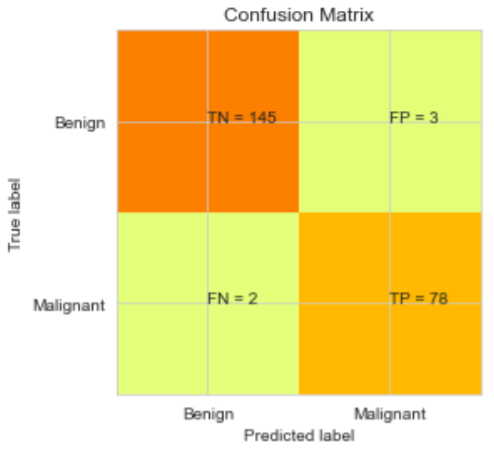 Confusion Matrix
Benign
TN = 145
FP = 3
True label
Malignant
FN = 2
TP = 78
Benign
Malignant
Predicted label